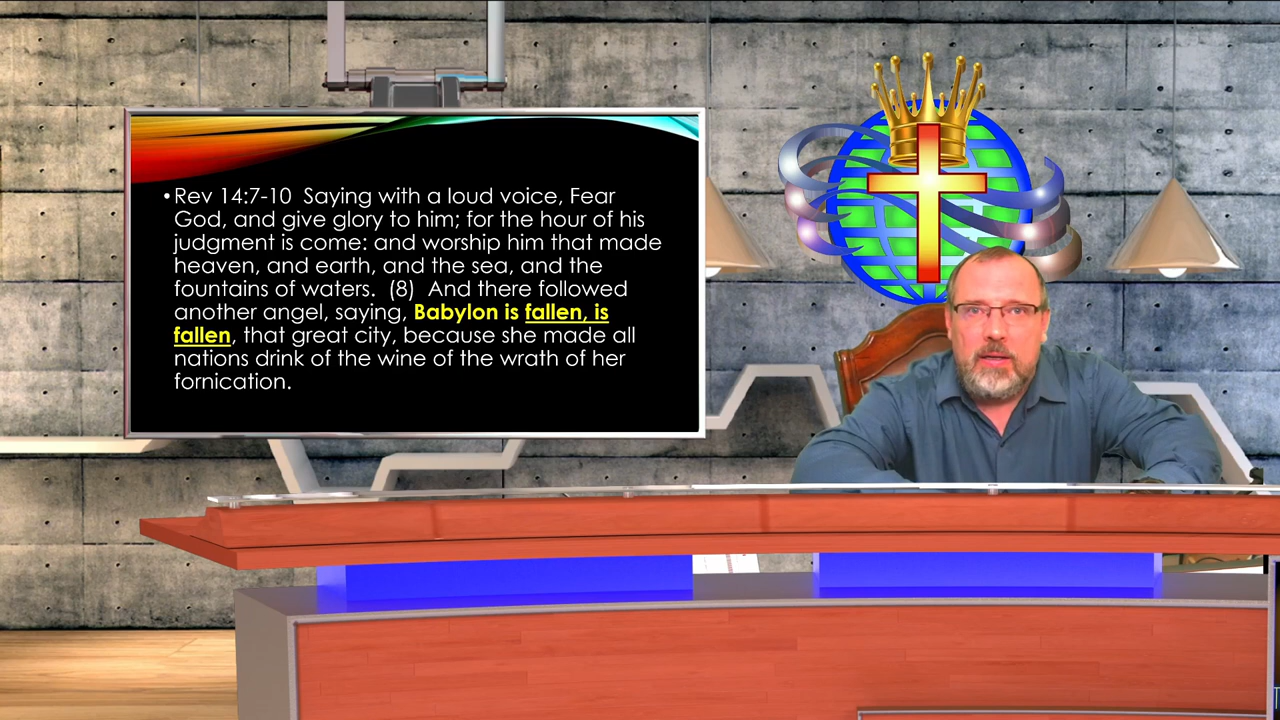 •Rev 14:7-10 Saying with a loud voice, Fear
God, and give glory to him; for the hour of his
judgment is come: and worship him that made
heaven, and earth, and the sea, and the
fountains of waters. (8) And there followed
another angel, saying, Babylon is fallen, is
fallen, that great city, because she made all
nations drink of the wine of the wrath of her
fornication.